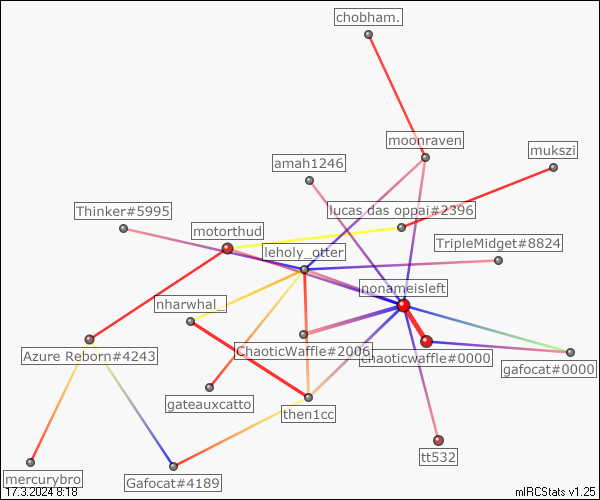 chobham.
moonraven
mukszi
amah1246
Thinker#5995
lucas das oppai#2396
motorthud
TripleMidget#8824
leholy_otter
nonameisleft
nharwhal_
Azure Reborn#4243
ChaoticWaffle#2006
chaoticwaffle#0000
gafocat#0000
gateauxcatto
then1cc
tt532
mercurybro
Gafocat#4189
17.3.2024 8:18
mIRCStats v1.25